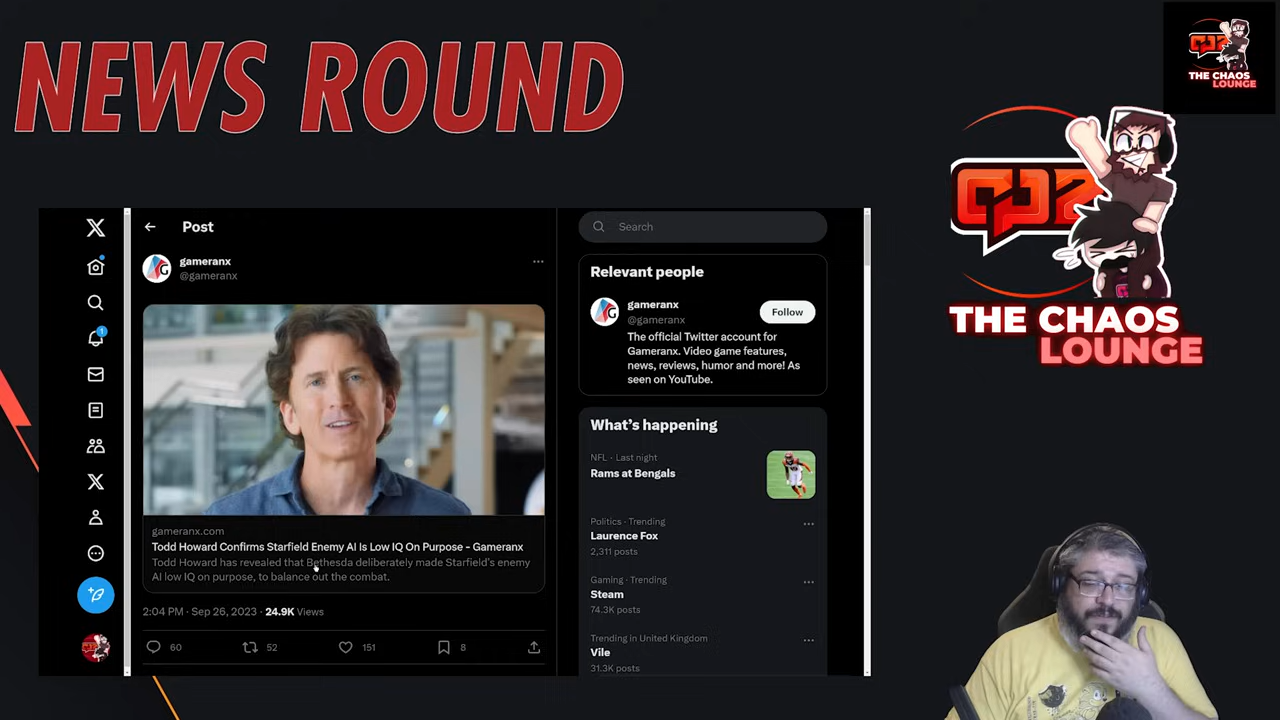 NEWS ROUND
THE CHAOS
LOUNGE
THE CHAOS
LOUNGE
Post
gameranx
@gameranx
gameranx.com
Todd Howard Confirms Starfield Enemy AI Is Low IQ On Purpose - Gameranx
Todd Howard has revealed that Bethesda deliberately made Starfield's enemy
AI low IQ on purpose, to balance out the combat.
2:04 PM · Sep 26, 2023 · 24.9K Views
60 52 151 8
Search
Relevant people
gameranx
@gameranx
Follow
The official Twitter account for
Gameranx. Video game features,
news, reviews, humor and more! As
seen on YouTube.
What's happening
NFL · Last night
Rams at Bengals
Politics · Trending
Laurence Fox
2,311 posts
Gaming · Trending
Steam
74.3K posts
Trending in United Kingdom
Vile
31.3K posts
1